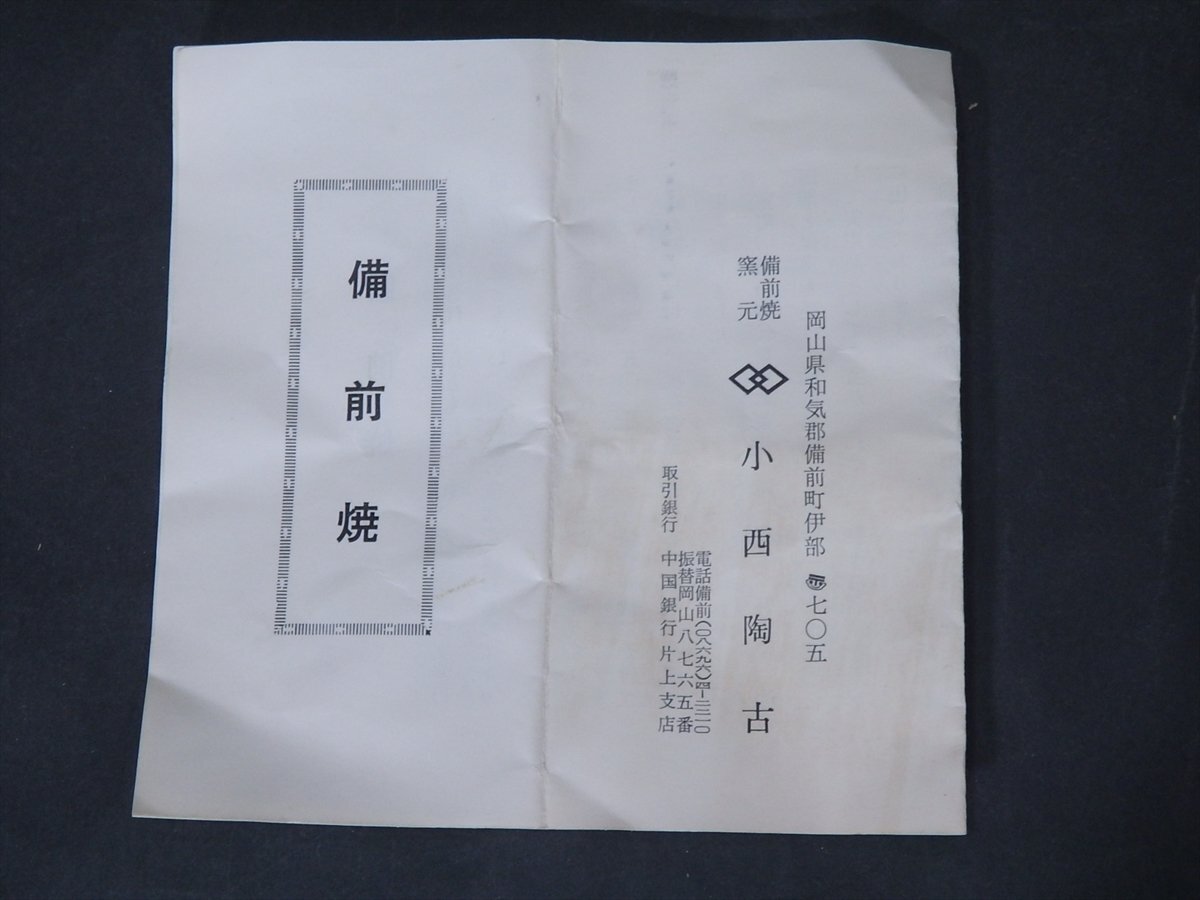 岡山県和気郡備前町伊部 〒七〇五
備前焼
窯元
小西陶古
電話備前(〇八六九六)四-二二一〇
振替岡山八七六五番
取引銀行 中国銀行片上支店
備前焼